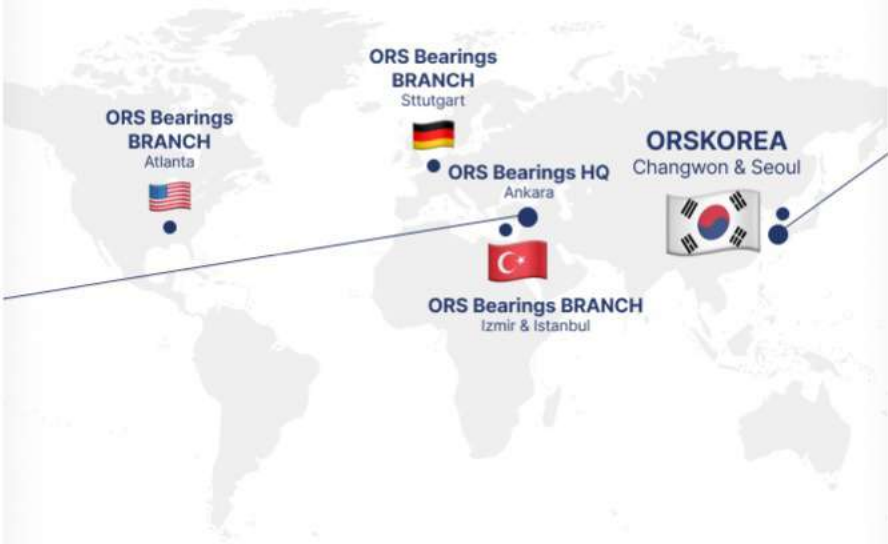 ORS Bearings
BRANCH
Sttutgart
ORS Bearings
BRANCH
Atlanta
ORS Bearings HQ
Ankara
ORSKOREA
Changwon & Seoul
ORS Bearings BRANCH
Izmir & Istanbul